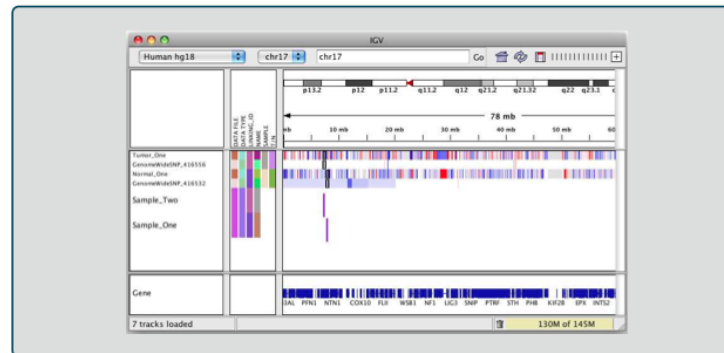 IGV
Human hg18 chr17 chr17 Go
p13.2 p12 p11.2 q11.2 q12 q21.2 q21.32 q22 q23.1
78 mb
mb 10 mb 20 mb 30 mb 40 mb 50 mb 60
DATA FILE
DATA TYPE
LINKING_ID
NAME
SAMPLE
T/N
Tumor_One
GenomeWideSNP_416556
Normal_One
GenomeWideSNP_416532
Sample_Two
Sample_One
Gene
PFN1 NTN1 COX10 FLII WSB1 NF1 LIG3 SNIP PTRF STH PHB KIF2B EPX INTS2
7 tracks loaded 130M of 145M